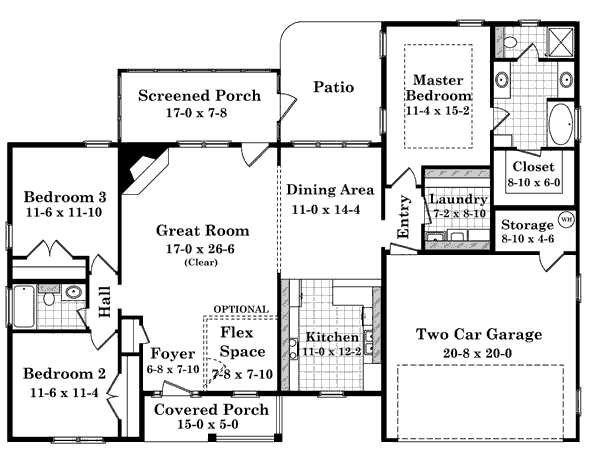 Screened Porch
17-0 x 7-8
Patio
Master
Bedroom
11-4 x 15-2
Closet
8-10 x 6-0
Bedroom 3
11-6 x 11-10
Great Room
17-0 x 26-6
(Clear)
Dining Area
11-0 x 14-4
Entry
Laundry
7-2 x 8-10
Storage
8-10 x 4-6
WH
Hall
OPTIONAL
Flex
Space
7-8 x 7-10
Foyer
6-8 x 7-10
Kitchen
11-0 x 12-2
Two Car Garage
20-8 x 20-0
Bedroom 2
11-6 x 11-4
Covered Porch
15-0 x 5-0